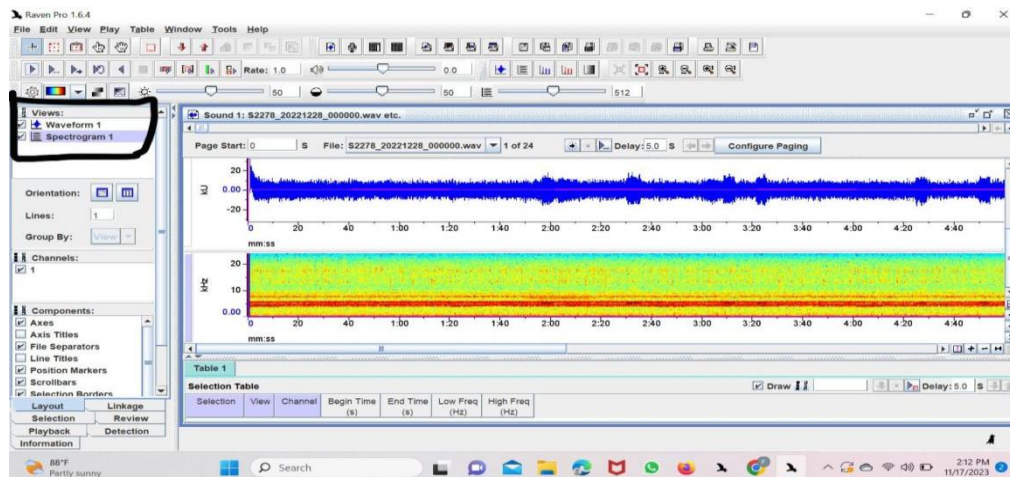 Raven Pro 1.6.4
File Edit View Play Table Window Tools Help
Rate: 1.0 0.0
50 50 512
Views:
Waveform 1
Spectrogram 1
Orientation:
Lines: 1
Group By: View
Channels:
1
Components:
Axes
Axis Titles
File Separators
Line Titles
Position Markers
Scrollbars
Selection Borders
Layout Linkage
Selection Review
Playback Detection
Information
Sound 1: S2278_20221228_000000.wav etc.
Page Start: 0 S File: S2278_20221228_000000.wav 1 of 24 Delay: 5.0 S Configure Paging
20
kU 0.00
-20
0 20 40 1:00 1:20 1:40 2:00 2:20 2:40 3:00 3:20 3:40 4:00 4:20 4:40
mm:ss
20
kHz 10
0.00
0 20 40 1:00 1:20 1:40 2:00 2:20 2:40 3:00 3:20 3:40 4:00 4:20 4:40
mm:ss
Table 1
Selection Table Draw Delay: 5.0 S
Selection View Channel Begin Time (s) End Time (s) Low Freq (Hz) High Freq (Hz)
88°F
Partly sunny
Search
2:12 PM
11/17/2023